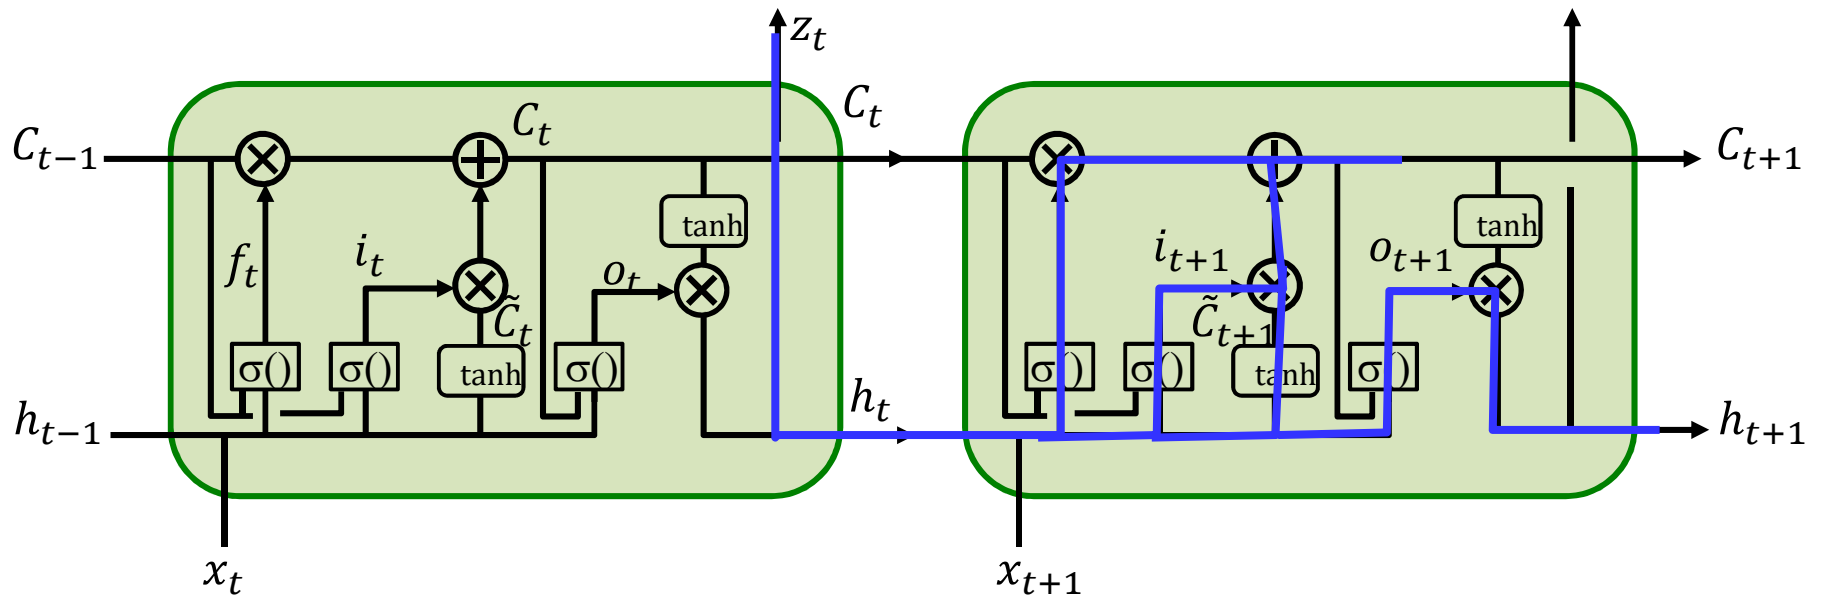 z_t
C_{t-1}
C_t
C_t
C_{t+1}
tanh
tanh
f_t
i_t
o_t
i_{t+1}
o_{t+1}
C̃_t
C̃_{t+1}
σ()
σ()
tanh
σ()
σ()
σ()
tanh
σ()
h_{t-1}
h_t
h_{t+1}
x_t
x_{t+1}